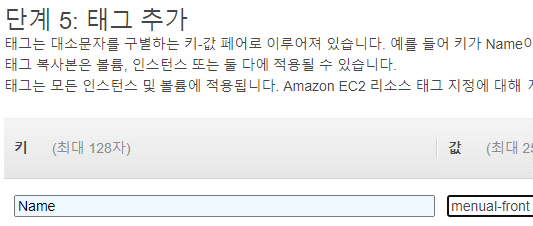 단계 5: 태그 추가
태그는 대소문자를 구별하는 키-값 페어로 이루어져 있습니다. 예를 들어 키가 Name이
태그 복사본은 볼륨, 인스턴스 또는 둘 다에 적용될 수 있습니다.
태그는 모든 인스턴스 및 볼륨에 적용됩니다. Amazon EC2 리소스 태그 지정에 대해
키 (최대 128자) 값 (최대 25
Name menual-front